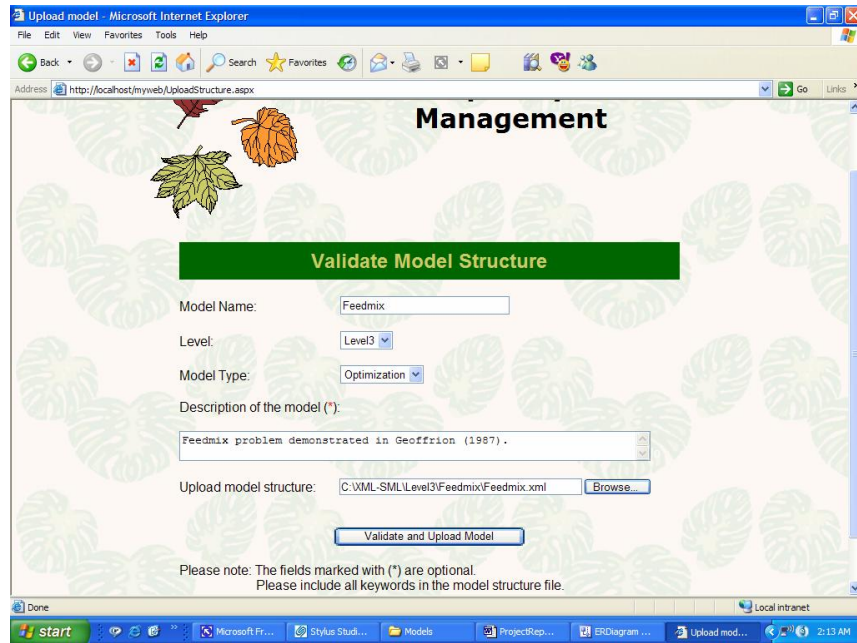 Upload model - Microsoft Internet Explorer
File Edit View Favorites Tools Help
Back Search Favorites
Address http://localhost/myweb/UploadStructure.aspx Go Links
Management
Validate Model Structure
Model Name: Feedmix
Level: Level3
Model Type: Optimization
Description of the model (*):
Feedmix problem demonstrated in Geoffrion (1987).
Upload model structure: C:\XML-SML\Level3\Feedmix\Feedmix.xml Browse...
Validate and Upload Model
Please note: The fields marked with (*) are optional.
Please include all keywords in the model structure file.
Done Local intranet
start Microsoft Fr... Stylus Studi... Models ProjectRep... ERDiagram ... Upload mod... 2:13 AM